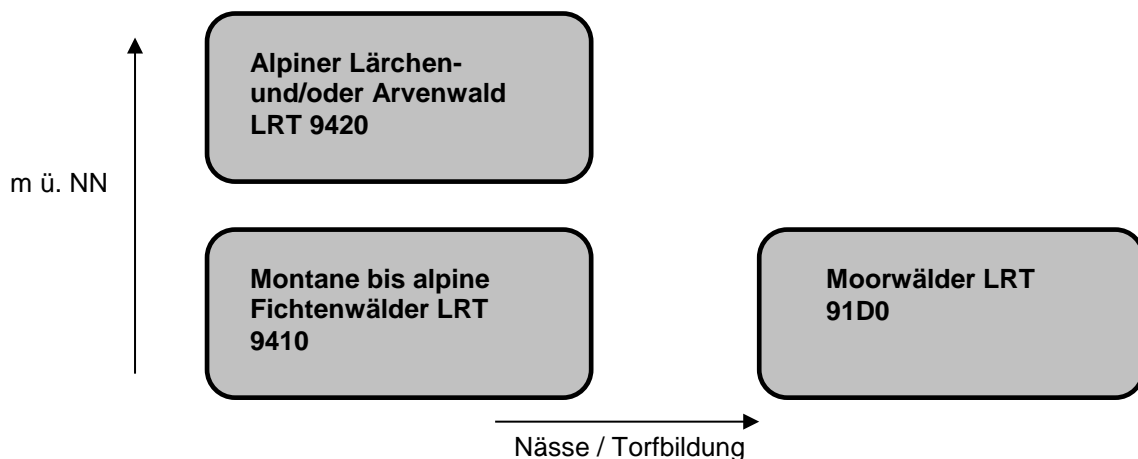 Alpiner Lärchen-
und/oder Arvenwald
LRT 9420
m ü. NN
Montane bis alpine
Fichtenwälder LRT
9410
Moorwälder LRT
91D0
Nässe / Torfbildung